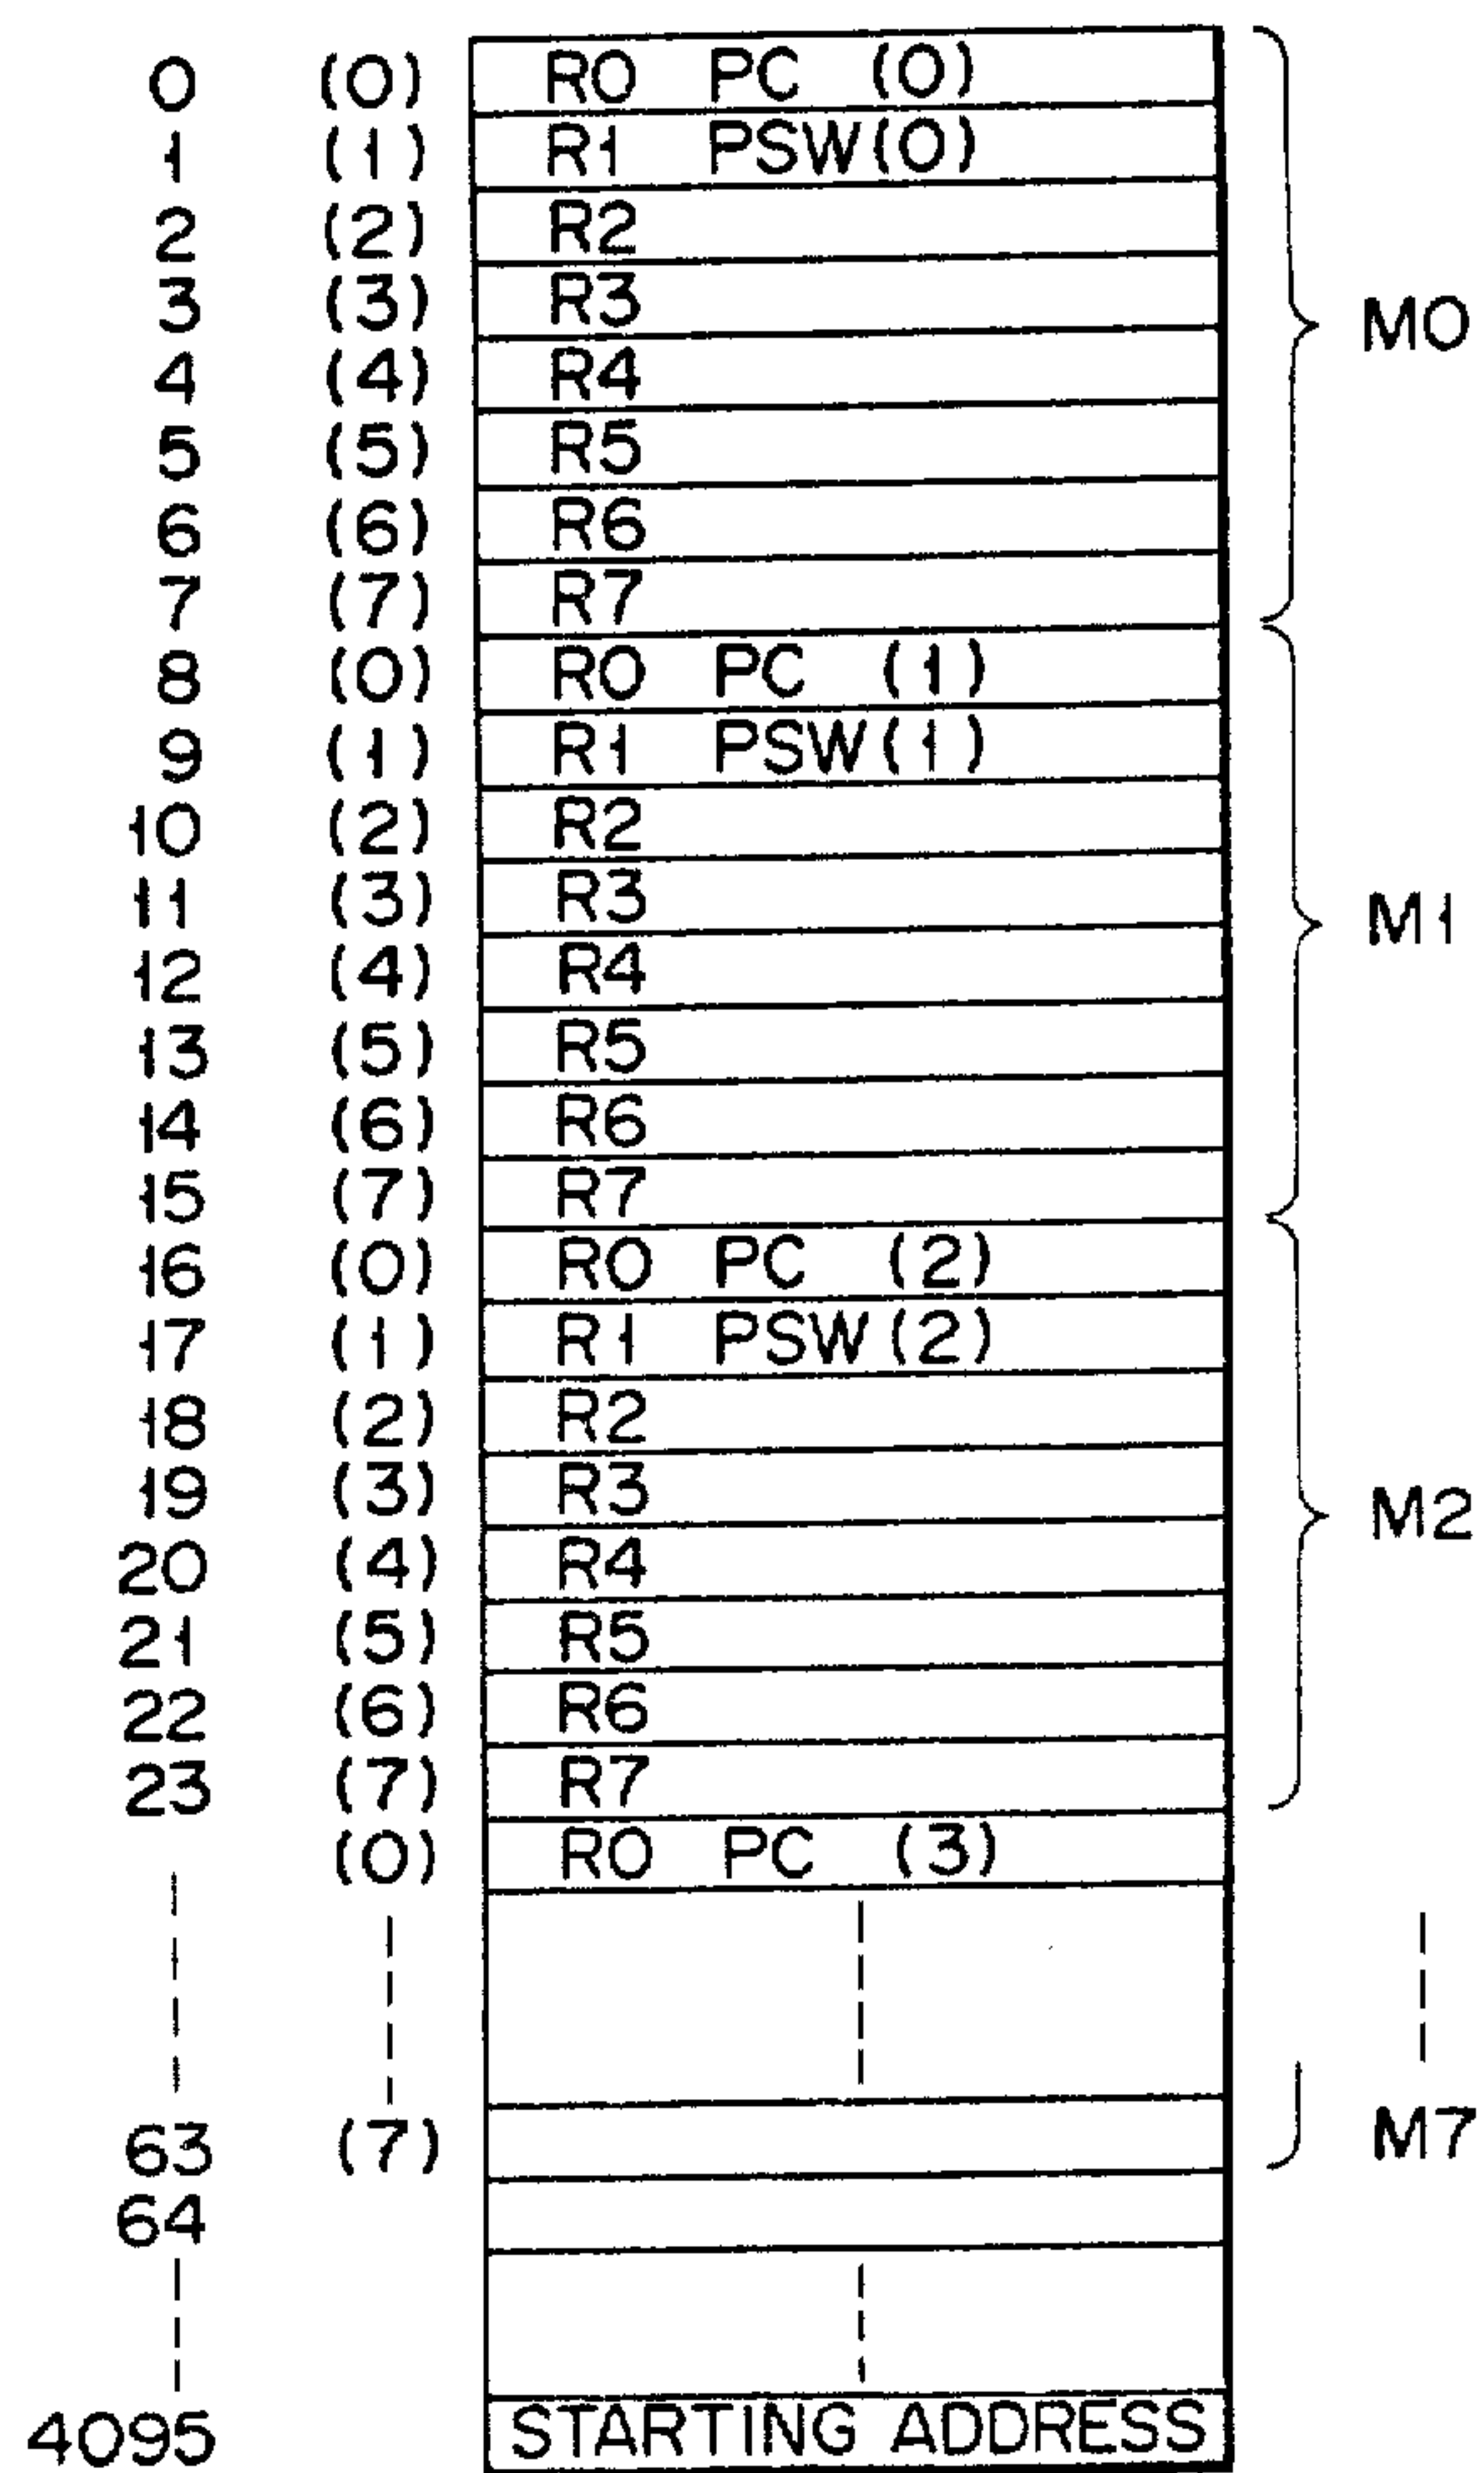 0 (0) R0 PC (0)
1 (1) R1 PSW(0)
2 (2) R2
3 (3) R3 M0
4 (4) R4
5 (5) R5
6 (6) R6
7 (7) R7
8 (0) R0 PC (1)
9 (1) R1 PSW(1)
10 (2) R2
11 (3) R3 M1
12 (4) R4
13 (5) R5
14 (6) R6
15 (7) R7
16 (0) R0 PC (2)
17 (1) R1 PSW(2)
18 (2) R2
19 (3) R3 M2
20 (4) R4
21 (5) R5
22 (6) R6
23 (7) R7
(0) R0 PC (3)
63 (7) M7
64
4095 STARTING ADDRESS